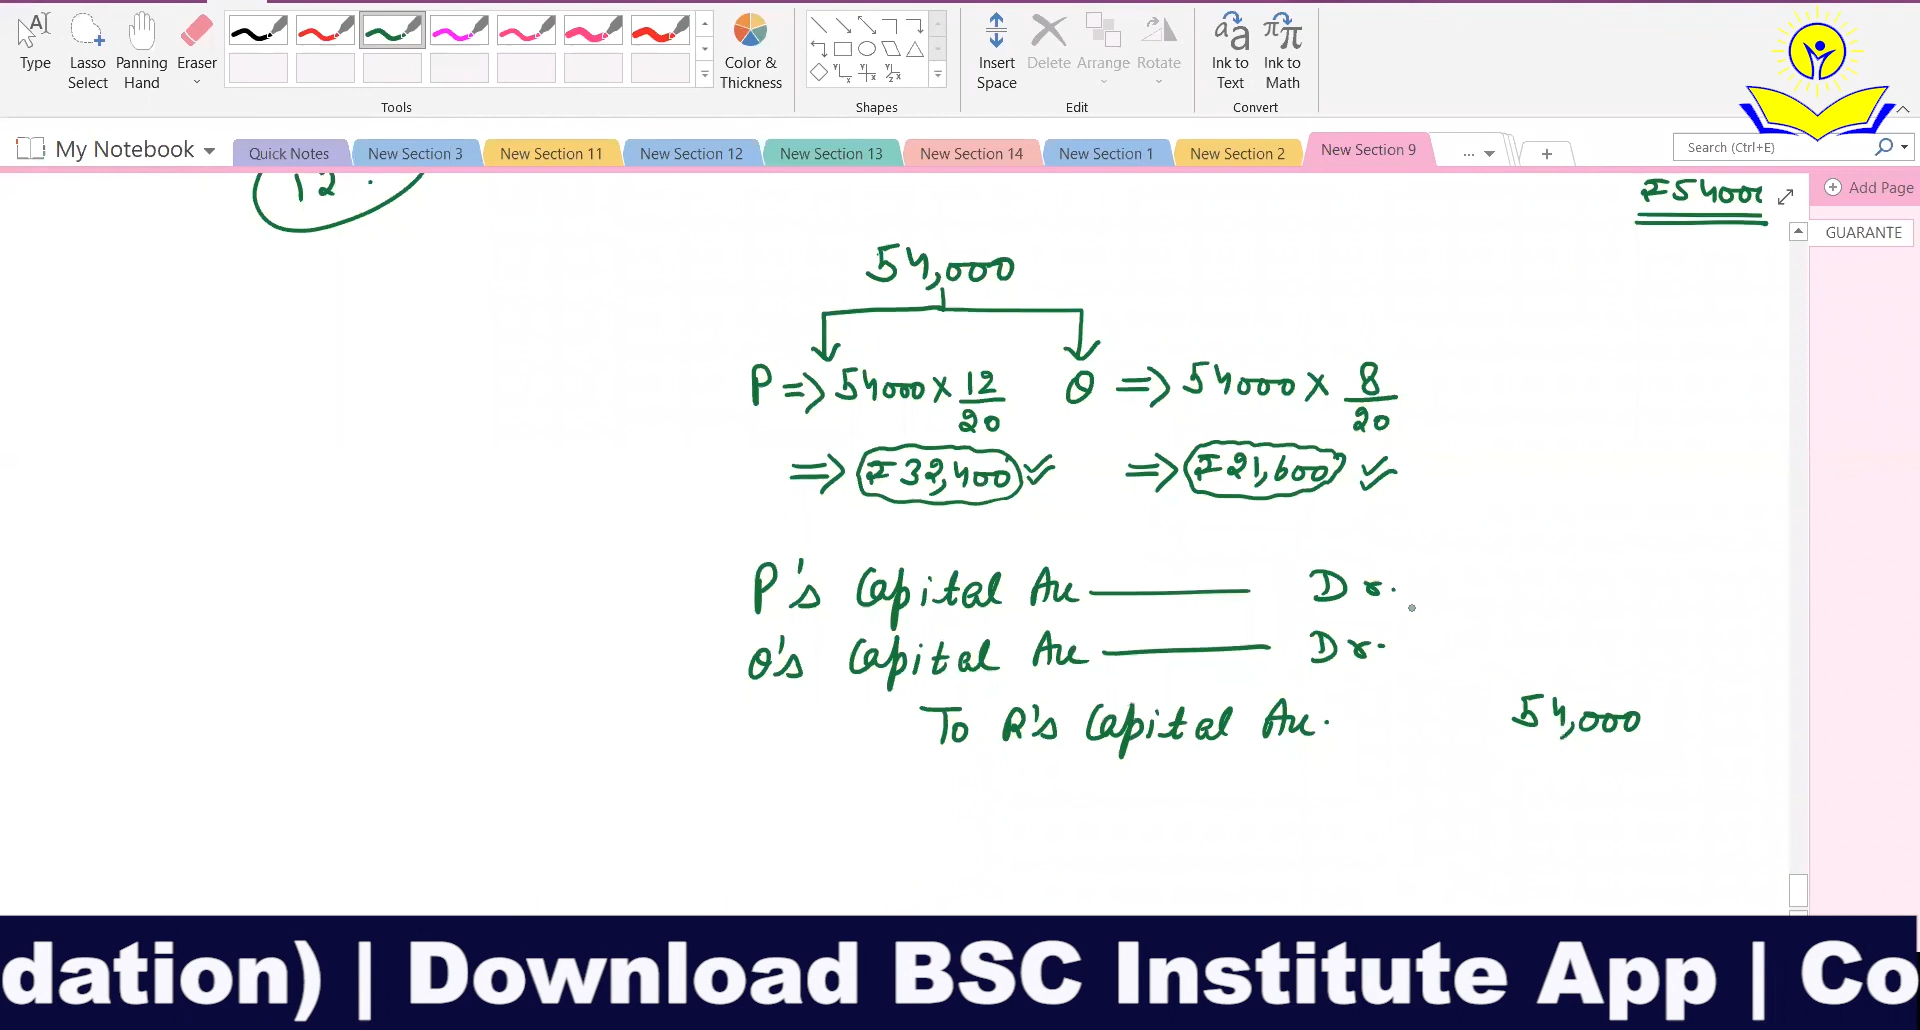 Type
Lasso Select
Panning Hand
Eraser
Color & Thickness
Insert Space
Delete
Arrange
Rotate
Ink to Text
Ink to Math
Tools
Shapes
Edit
Convert
My Notebook
Quick Notes
New Section 3
New Section 11
New Section 12
New Section 13
New Section 14
New Section 1
New Section 2
New Section 9
...
Search (Ctrl+E)
Add Page
GUARANTE
12
₹54000
54,000
P => 54000 × 12/20 Q => 54000 × 8/20
=> ₹32,400 => ₹21,600
P's Capital A/c ——— Dr.
Q's Capital A/c ——— Dr.
To R's Capital A/c. 54,000
dation) | Download BSC Institute App | Co